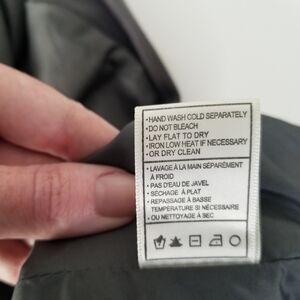 •HAND WASH COLD SEPARATELY
•DO NOT BLEACH
•LAY FLAT TO DRY
•IRON LOW HEAT IF NECESSARY
•OR DRY CLEAN
•LAVAGE À LA MAIN SÉPARÉMENT
À FROID
•PAS D'EAU DE JAVEL
•SÉCHAGE À PLAT
•REPASSAGE À BASSE
TEMPÉRATURE SI NÉCESSAIRE
•OU NETTOYAGE À SEC